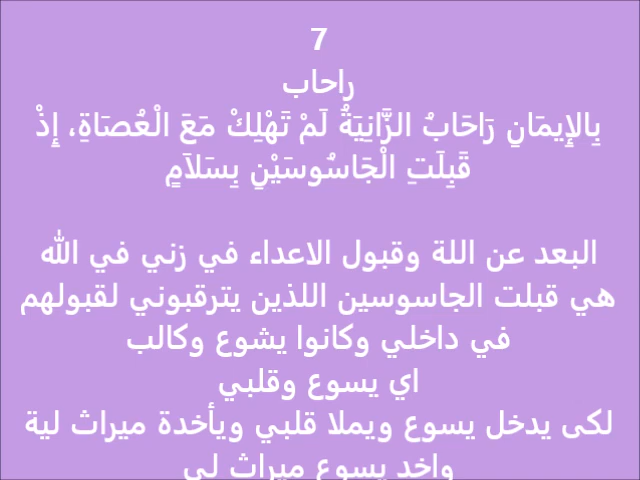 7
راحاب
بِالإِيمَانِ رَاحَابُ الزَّانِيَةُ لَمْ تَهْلِكْ مَعَ الْعُصَاةِ، إِذْ
قَبِلَتِ الْجَاسُوسَيْنِ بِسَلاَمٍ
البعد عن اللة وقبول الاعداء في زني في الله
هي قبلت الجاسوسين اللذين يترقبوني لقبولهم
في داخلي وكانوا يشوع وكالب
اي يسوع وقلبي
لكى يدخل يسوع ويملا قلبي ويأخدة ميراث لية
واخد يسوع ميراث لي